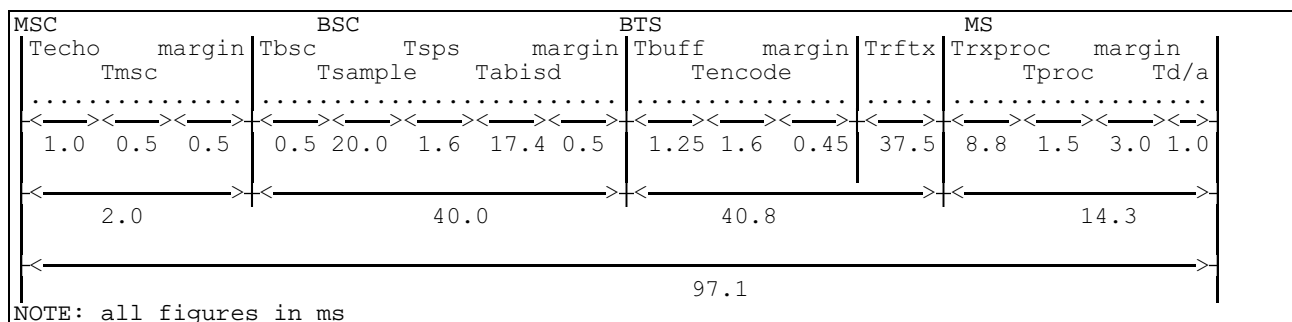 MSC BSC BTS MS
Techo margin Tbsc Tsps margin Tbuff margin Trftx Trxproc margin
Tmsc Tsample Tabisd Tencode Tproc Td/a
1.0 0.5 0.5 0.5 20.0 1.6 17.4 0.5 1.25 1.6 0.45 37.5 8.8 1.5 3.0 1.0
2.0 40.0 40.8 14.3
97.1
NOTE: all figures in ms